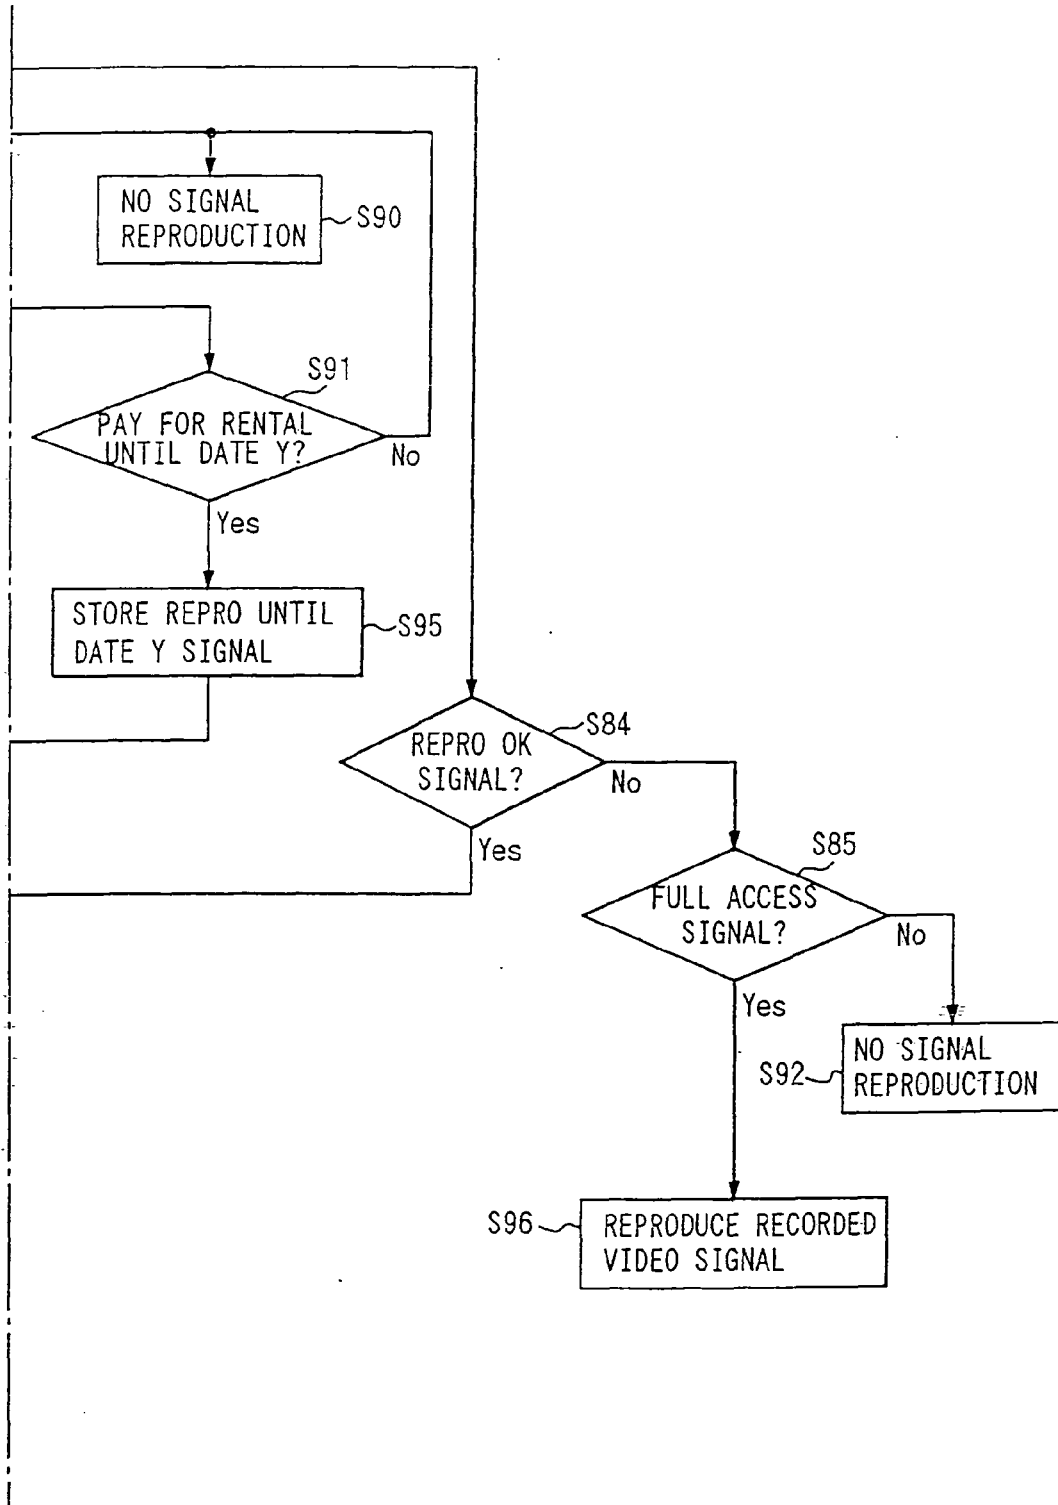 NO SIGNAL
REPRODUCTION
S90
S91
PAY FOR RENTAL
UNTIL DATE Y?
No
Yes
STORE REPRO UNTIL
DATE Y SIGNAL
S95
S84
REPRO OK
SIGNAL?
No
Yes
S85
FULL ACCESS
SIGNAL?
No
Yes
S92
NO SIGNAL
REPRODUCTION
S96
REPRODUCE RECORDED
VIDEO SIGNAL